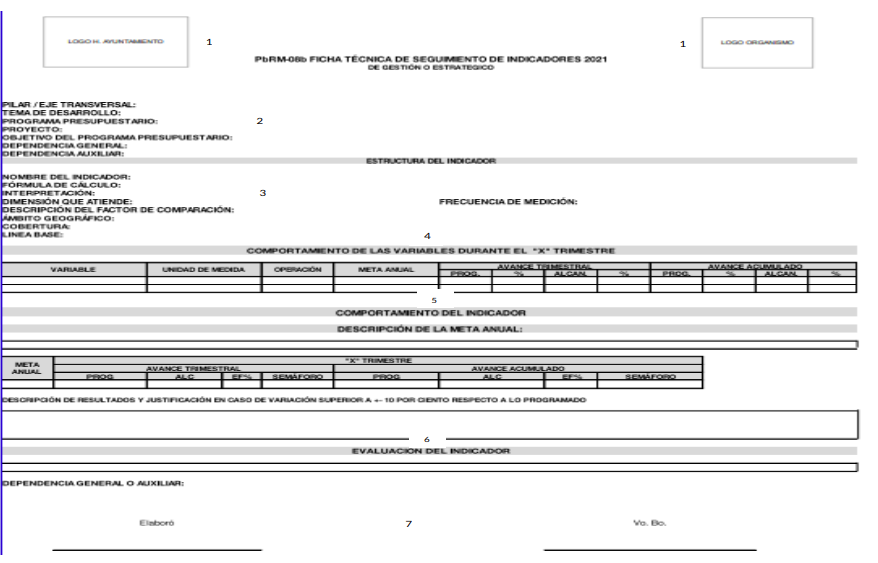 LOGO H. AYUNTAMIENTO
1
1
LOGO ORGANISMO
PbRM-08b FICHA TÉCNICA DE SEGUIMIENTO DE INDICADORES 2021
DE GESTIÓN O ESTRATEGICO
PILAR / EJE TRANSVERSAL:
TEMA DE DESARROLLO:
PROGRAMA PRESUPUESTARIO: 2
PROYECTO:
OBJETIVO DEL PROGRAMA PRESUPUESTARIO:
DEPENDENCIA GENERAL:
DEPENDENCIA AUXILIAR:
ESTRUCTURA DEL INDICADOR
NOMBRE DEL INDICADOR:
FÓRMULA DE CÁLCULO:
INTERPRETACIÓN: 3
DIMENSIÓN QUE ATIENDE: FRECUENCIA DE MEDICIÓN:
DESCRIPCIÓN DEL FACTOR DE COMPARACIÓN:
ÁMBITO GEOGRÁFICO:
COBERTURA:
LINEA BASE: 4
COMPORTAMIENTO DE LAS VARIABLES DURANTE EL "X" TRIMESTRE
VARIABLE UNIDAD DE MEDIDA OPERACIÓN META ANUAL AVANCE TRIMESTRAL AVANCE ACUMULADO
PROG. % ALCAN. % PROG. % ALCAN. %
5
COMPORTAMIENTO DEL INDICADOR
DESCRIPCIÓN DE LA META ANUAL:
META ANUAL "X" TRIMESTRE
AVANCE TRIMESTRAL AVANCE ACUMULADO
PROG ALC EF% SEMÁFORO PROG ALC EF% SEMÁFORO
DESCRIPCIÓN DE RESULTADOS Y JUSTIFICACIÓN EN CASO DE VARIACIÓN SUPERIOR A +- 10 POR CIENTO RESPECTO A LO PROGRAMADO
6
EVALUACION DEL INDICADOR
DEPENDENCIA GENERAL O AUXILIAR:
Elaboró 7 Vo. Bo.